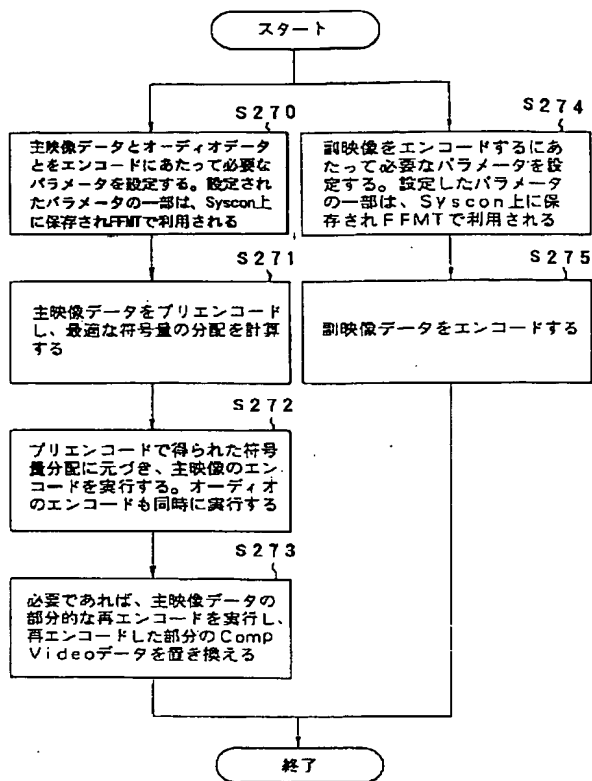 スタート
S270
主映像データとオーディオデータ
とをエンコードにあたって必要な
パラメータを設定する。設定され
たパラメータの一部は、Syscon上
に保存されFFMTで利用される
S271
主映像データをプリエンコード
し、最適な符号量の分配を計算
する
S272
プリエンコードで得られた符号
量分配に元づき、主映像のエン
コードを実行する。オーディオ
のエンコードも同時に実行する
S273
必要であれば、主映像データの
部分的な再エンコードを実行し、
再エンコードした部分のComp
Videoデータを置き換える
S274
副映像をエンコードするにあ
たって必要なパラメータを設
定する。設定したパラメータ
の一部は、Syscon上に保
存されFFMTで利用される
S275
副映像データをエンコードする
終了